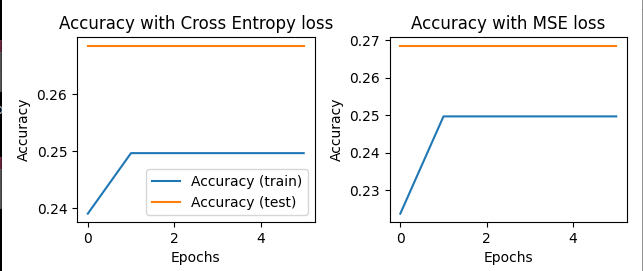 Accuracy with Cross Entropy loss
Accuracy
0.26
0.25
0.24
Accuracy (train)
Accuracy (test)
0 2 4
Epochs
Accuracy with MSE loss
Accuracy
0.27
0.26
0.25
0.24
0.23
0 2 4
Epochs